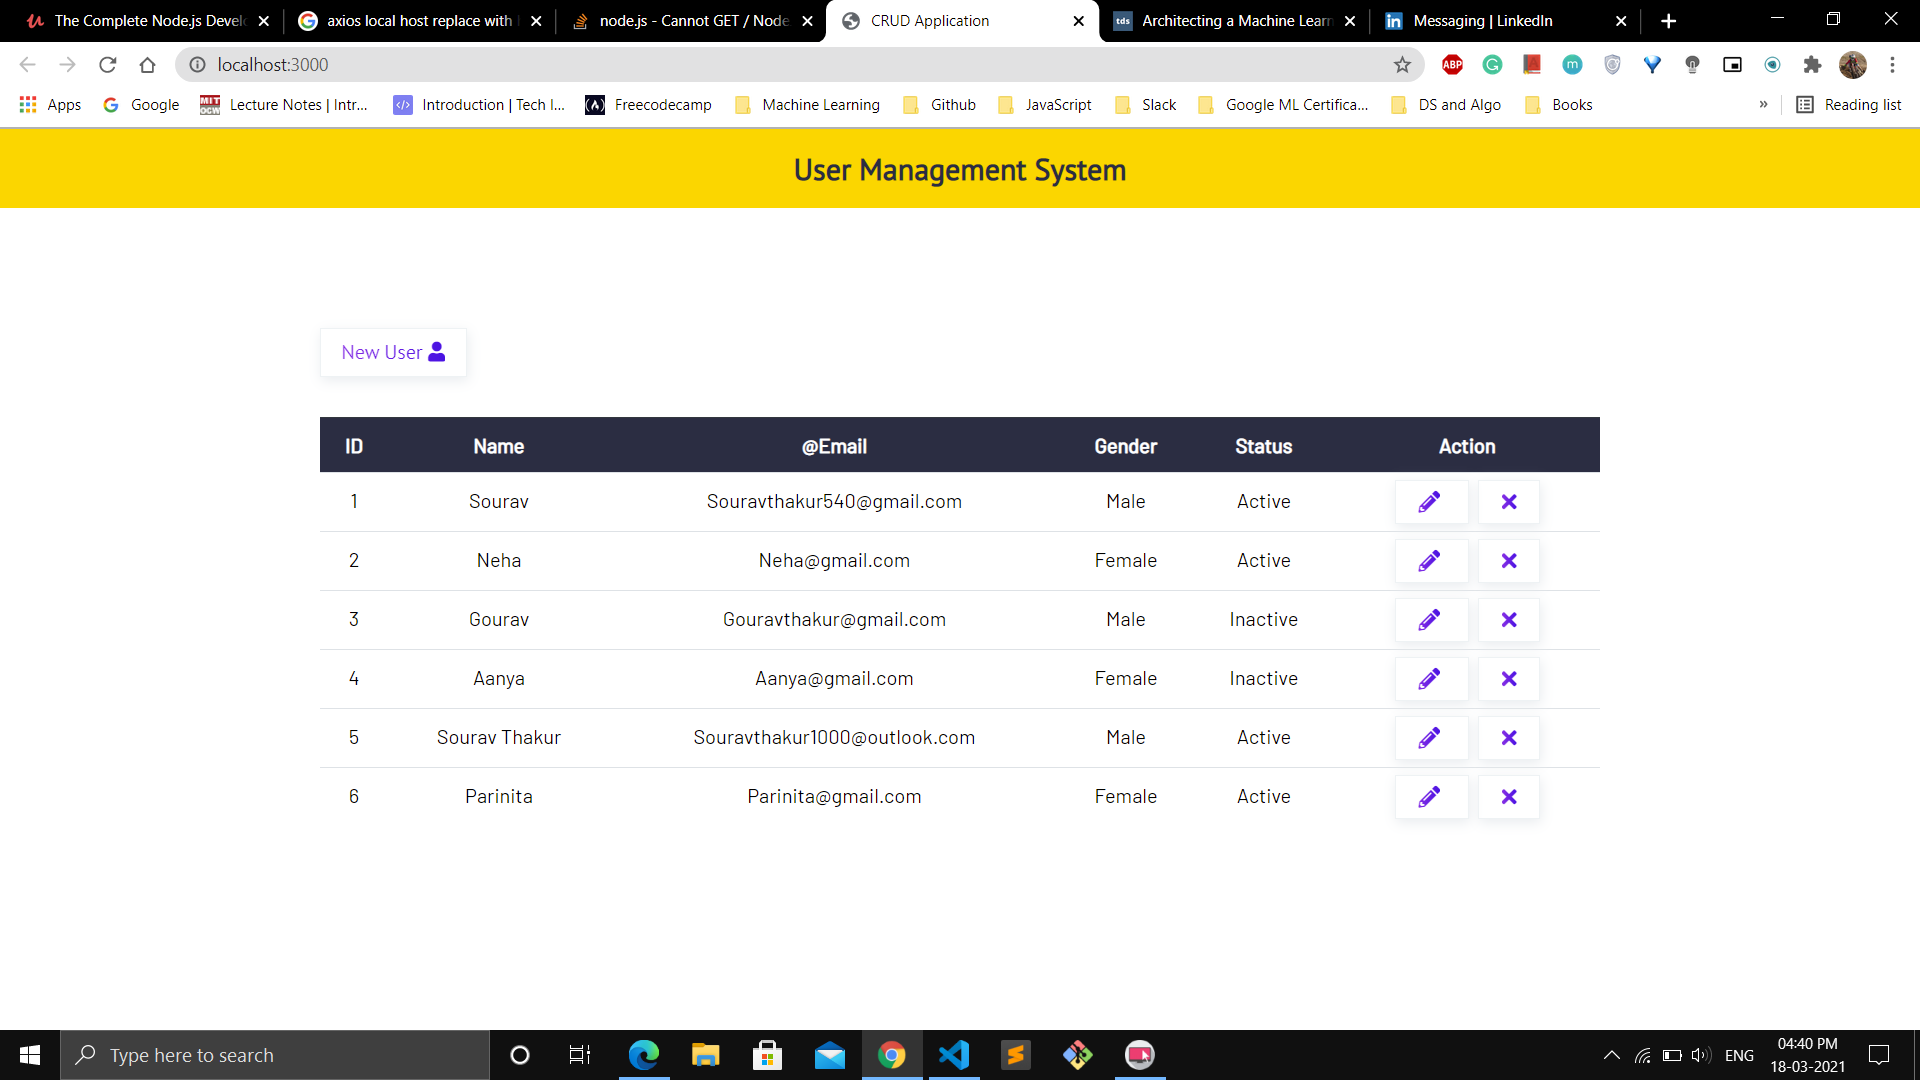 The Complete Node.js Develo
axios local host replace with
node.js - Cannot GET / Node
CRUD Application
tds
Architecting a Machine Learn
in
Messaging | LinkedIn
localhost:3000
ABP
Apps
Google
MIT OCW
Lecture Notes | Intr...
Introduction | Tech I...
Freecodecamp
Machine Learning
Github
JavaScript
Slack
Google ML Certifica...
DS and Algo
Books
»
Reading list
User Management System
New User
ID Name @Email Gender Status Action
1 Sourav Souravthakur540@gmail.com Male Active
2 Neha Neha@gmail.com Female Active
3 Gourav Gouravthakur@gmail.com Male Inactive
4 Aanya Aanya@gmail.com Female Inactive
5 Sourav Thakur Souravthakur1000@outlook.com Male Active
6 Parinita Parinita@gmail.com Female Active
Type here to search
ENG
04:40 PM
18-03-2021